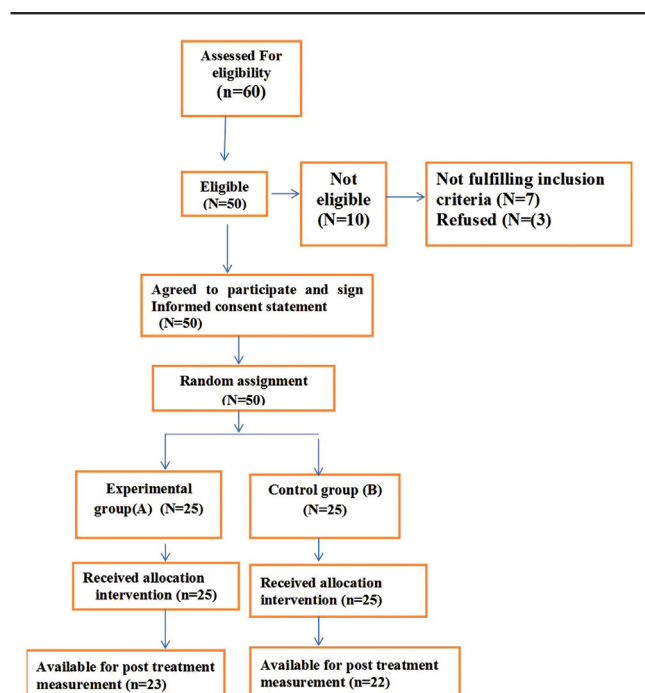 Assessed For
eligibility
(n=60)
Eligible
(N=50)
Not
eligible
(N=10)
Not fulfilling inclusion
criteria (N=7)
Refused (N=(3)
Agreed to participate and sign
Informed consent statement
(N=50)
Random assignment
(N=50)
Experimental
group(A) (N=25)
Control group (B)
(N=25)
Received allocation
intervention (n=25)
Received allocation
intervention (n=25)
Available for post treatment
measurement (n=23)
Available for post treatment
measurement (n=22)